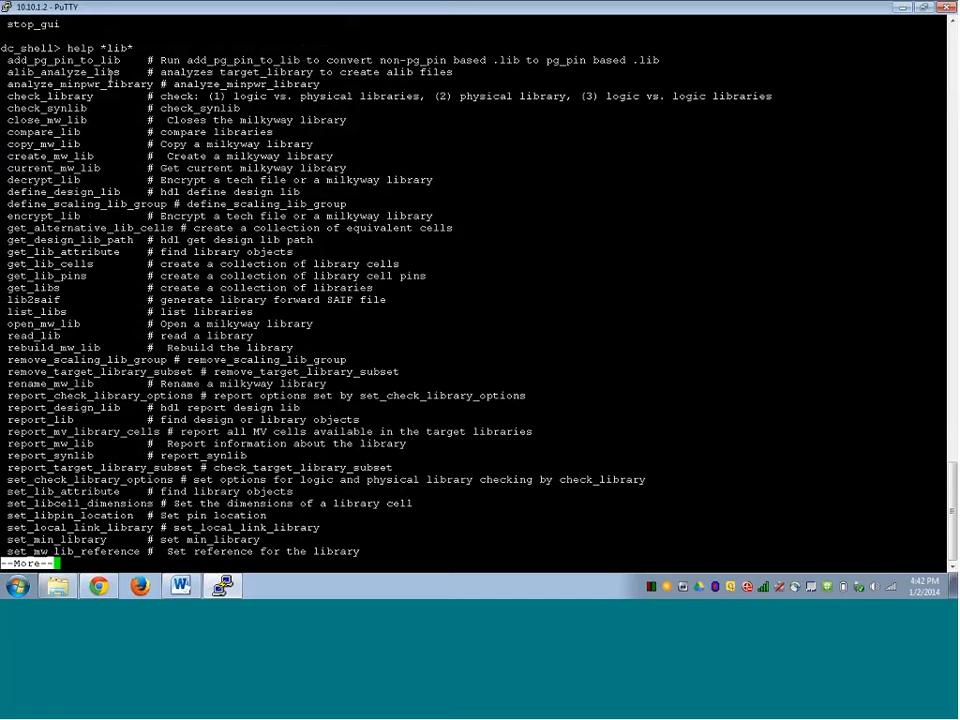 10.10.1.2 - PuTTY
stop_gui
dc_shell> help *lib*
add_pg_pin_to_lib # Run add_pg_pin_to_lib to convert non-pg_pin based .lib to pg_pin based .lib
alib_analyze_libs # analyzes target_library to create alib files
analyze_minpwr_library # analyze_minpwr_library
check_library # check: (1) logic vs. physical libraries, (2) physical library, (3) logic vs. logic libraries
check_synlib # check_synlib
close_mw_lib # Closes the milkyway library
compare_lib # compare libraries
copy_mw_lib # Copy a milkyway library
create_mw_lib # Create a milkyway library
current_mw_lib # Get current milkyway library
decrypt_lib # Encrypt a tech file or a milkyway library
define_design_lib # hdl define design lib
define_scaling_lib_group # define_scaling_lib_group
encrypt_lib # Encrypt a tech file or a milkyway library
get_alternative_lib_cells # create a collection of equivalent cells
get_design_lib_path # hdl get design lib path
get_lib_attribute # find library objects
get_lib_cells # create a collection of library cells
get_lib_pins # create a collection of library cell pins
get_libs # create a collection of libraries
lib2saif # generate library forward SAIF file
list_libs # list libraries
open_mw_lib # Open a milkyway library
read_lib # read a library
rebuild_mw_lib # Rebuild the library
remove_scaling_lib_group # remove_scaling_lib_group
remove_target_library_subset # remove_target_library_subset
rename_mw_lib # Rename a milkyway library
report_check_library_options # report options set by set_check_library_options
report_design_lib # hdl report design lib
report_lib # find design or library objects
report_mv_library_cells # report all MV cells available in the target libraries
report_mw_lib # Report information about the library
report_synlib # report_synlib
report_target_library_subset # check_target_library_subset
set_check_library_options # set options for logic and physical library checking by check_library
set_lib_attribute # find library objects
set_libcell_dimensions # Set the dimensions of a library cell
set_libpin_location # Set pin location
set_local_link_library # set_local_link_library
set_min_library # set min_library
set_mw_lib_reference # Set reference for the library
--More--
4:42 PM
1/2/2014